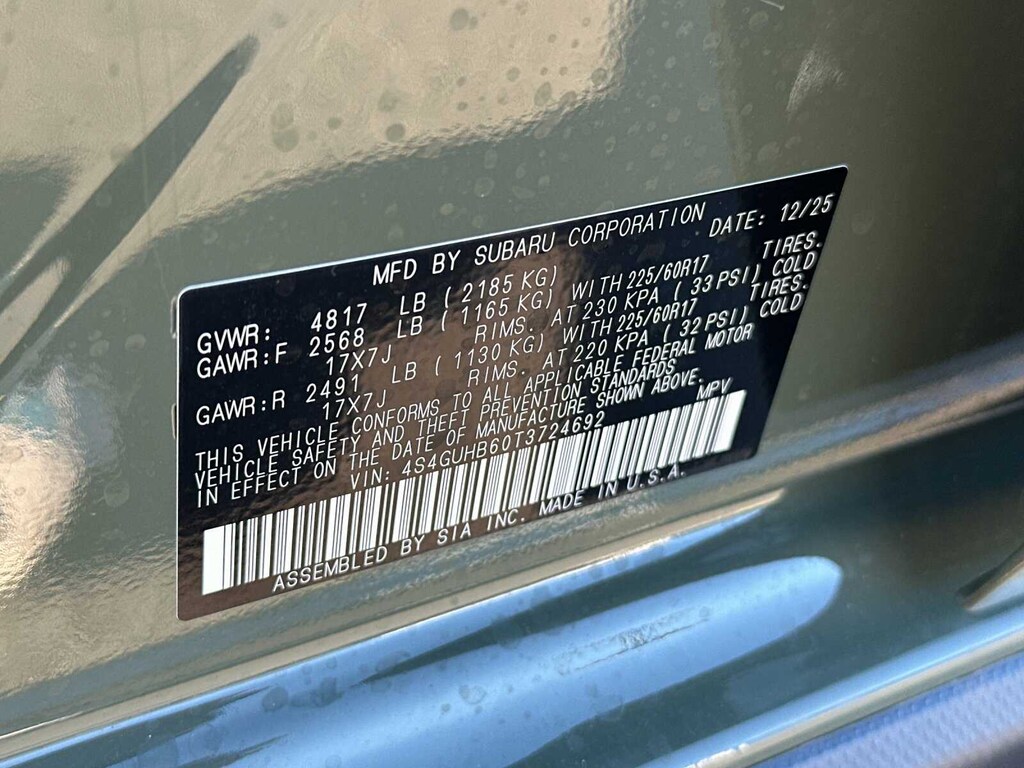 MFD BY SUBARU CORPORATION DATE: 12/25
GVWR: 4817 LB ( 2185 KG)
GAWR:F 2568 LB ( 1165 KG) WITH 225/60R17 TIRES.
17X7J RIMS. AT 230 KPA ( 33 PSI) COLD
GAWR:R 2491 LB ( 1130 KG) WITH 225/60R17 TIRES.
17X7J RIMS. AT 220 KPA ( 32 PSI) COLD
THIS VEHICLE CONFORMS TO ALL APPLICABLE FEDERAL MOTOR
VEHICLE SAFETY AND THEFT PREVENTION STANDARDS
IN EFFECT ON THE DATE OF MANUFACTURE SHOWN ABOVE.
VIN: 4S4GUHB60T3724692 MPV
ASSEMBLED BY SIA INC. MADE IN U.S.A.